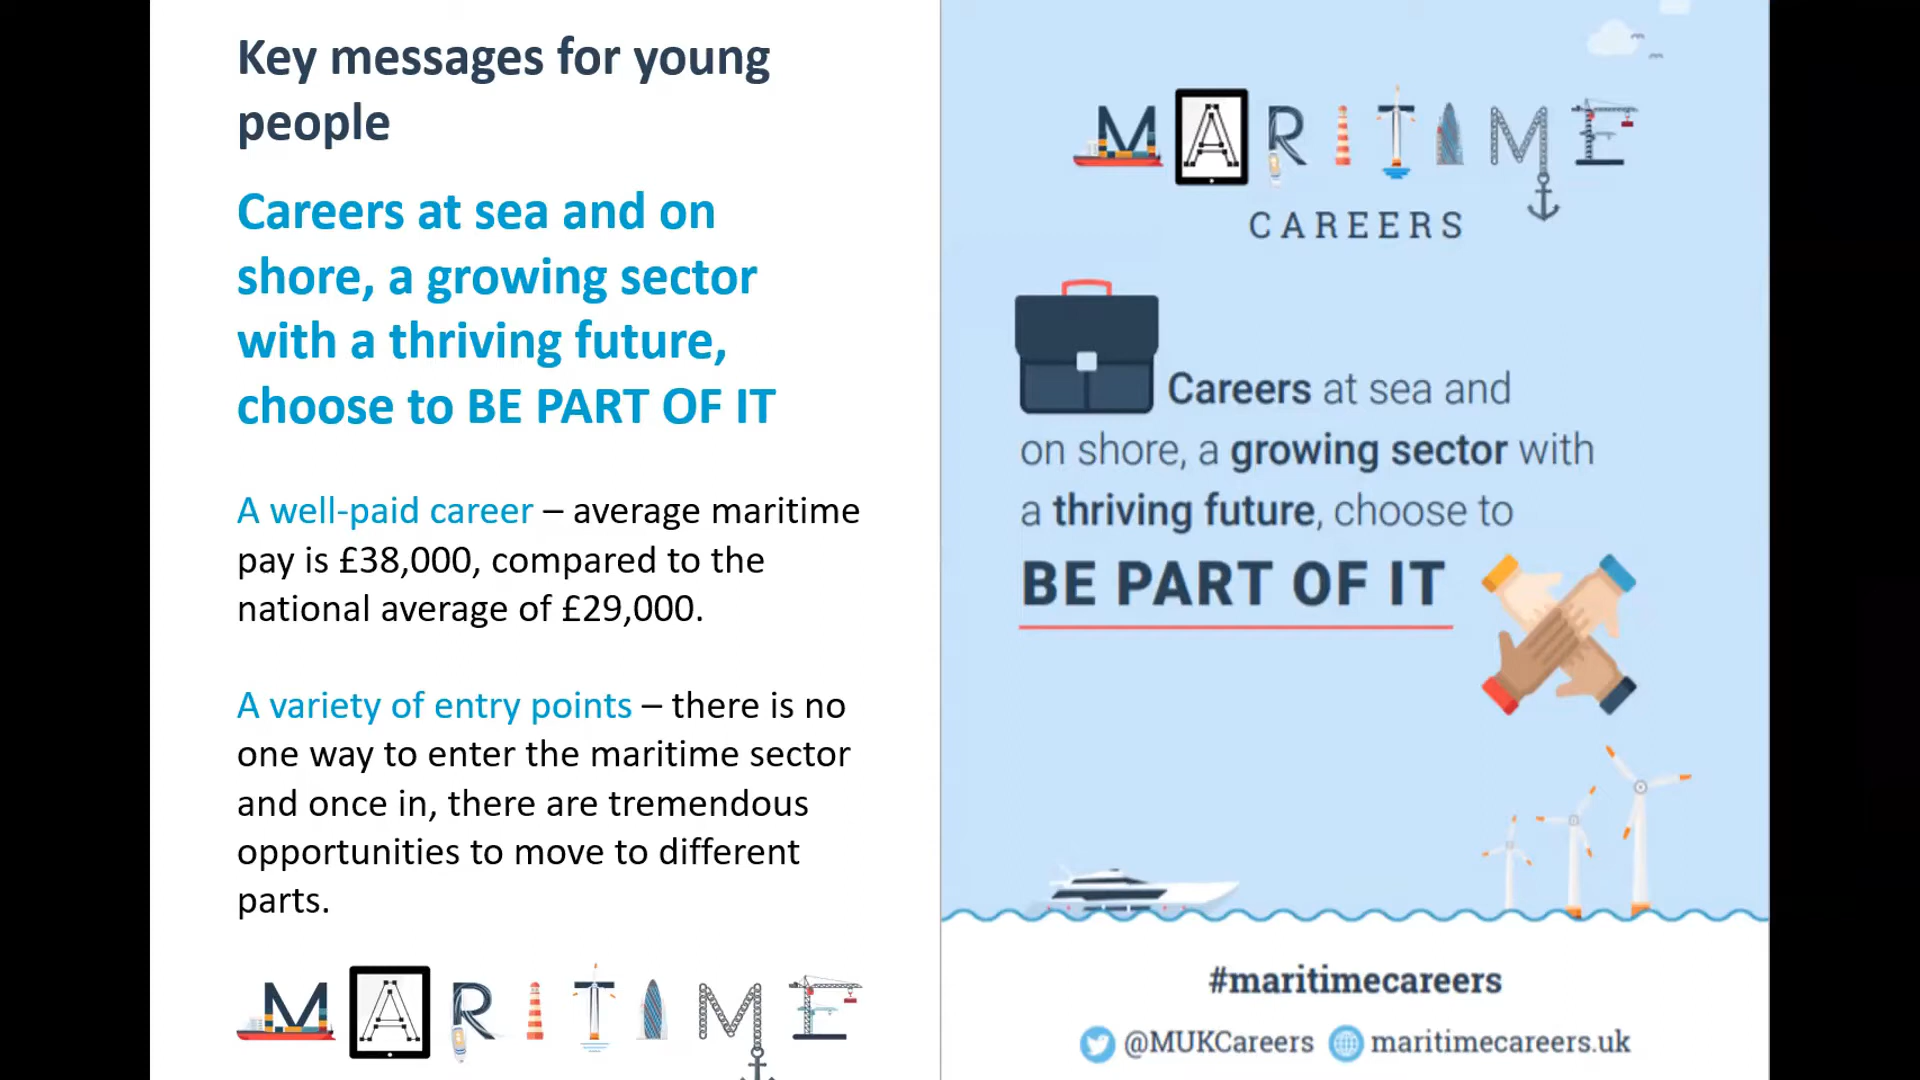 Key messages for young
people
Careers at sea and on
shore, a growing sector
with a thriving future,
choose to BE PART OF IT
A well-paid career – average maritime
pay is £38,000, compared to the
national average of £29,000.
A variety of entry points – there is no
one way to enter the maritime sector
and once in, there are tremendous
opportunities to move to different
parts.
MARITIME
MARITIME
CAREERS
Careers at sea and
on shore, a growing sector with
a thriving future, choose to
BE PART OF IT
#maritimecareers
@MUKCareers maritimecareers.uk